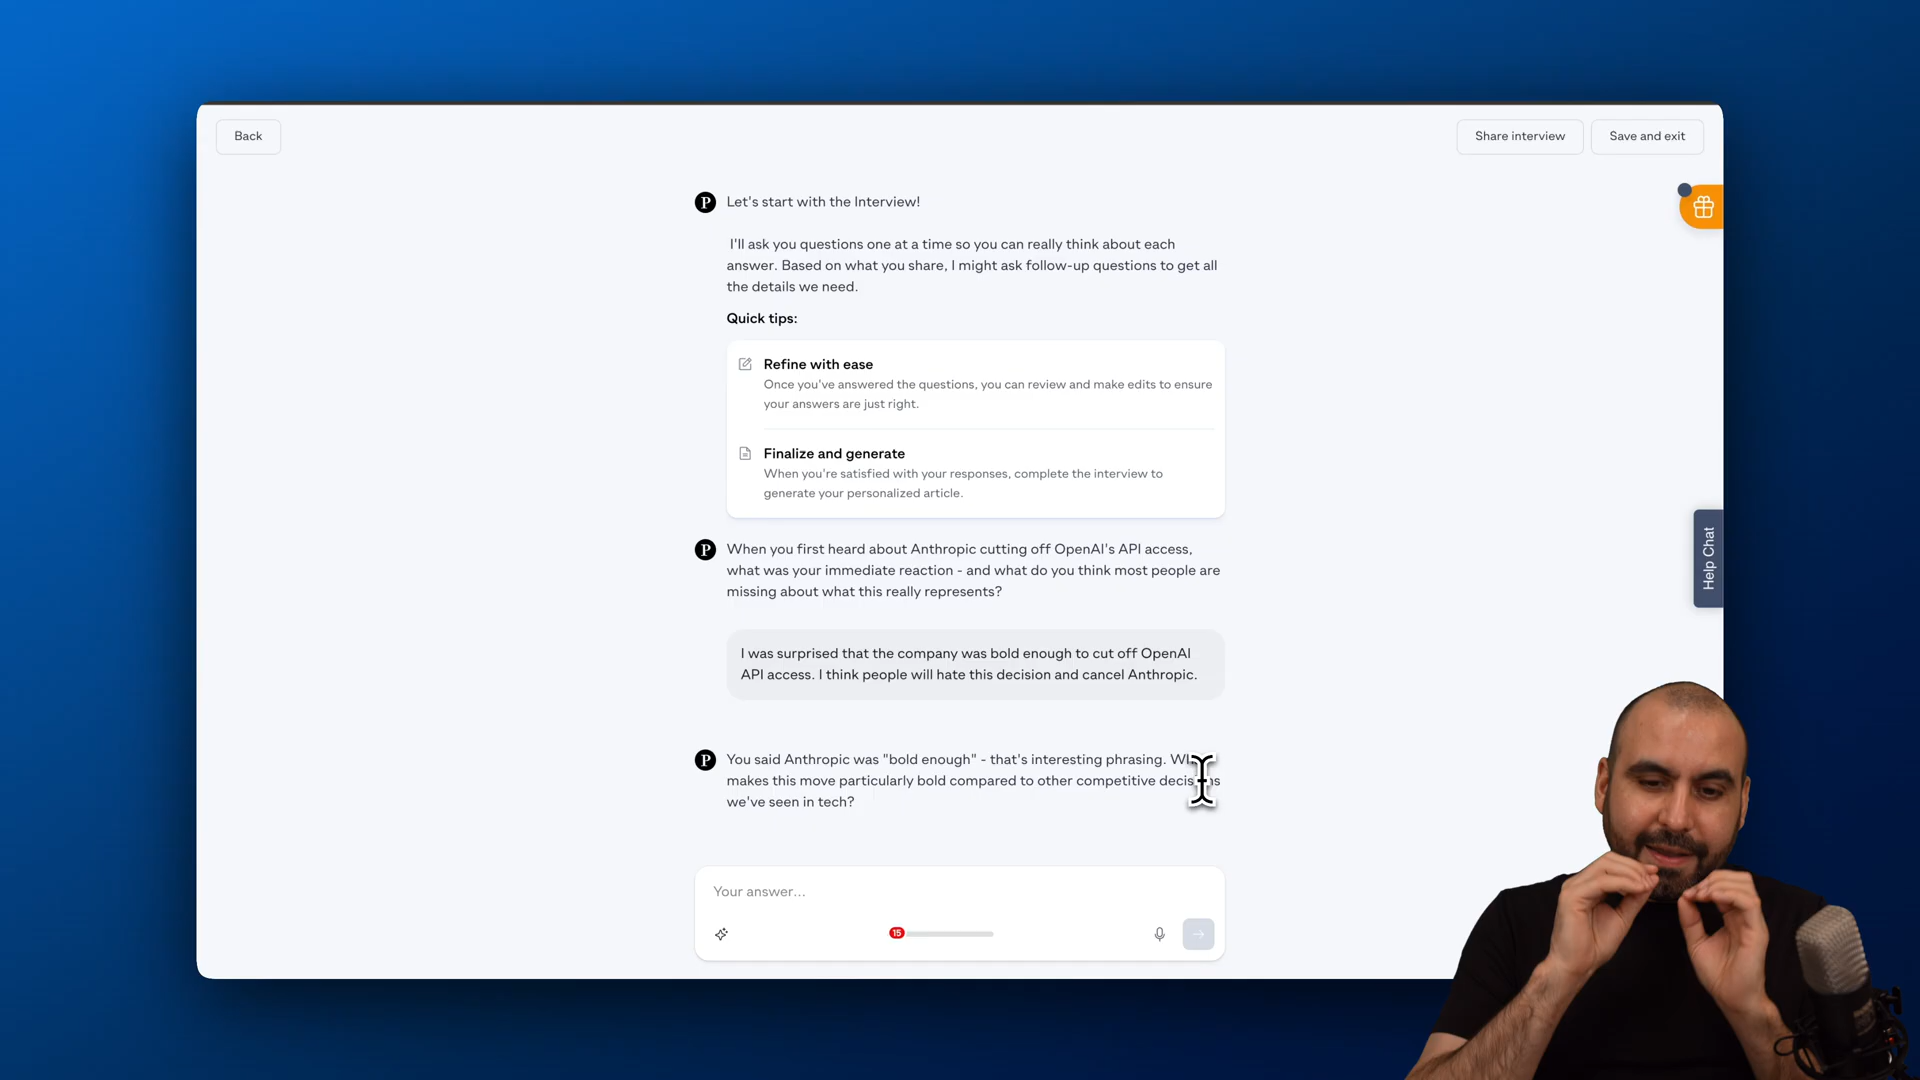 Back
Share interview
Save and exit
P
Let's start with the Interview!
I'll ask you questions one at a time so you can really think about each
answer. Based on what you share, I might ask follow-up questions to get all
the details we need.
Quick tips:
Refine with ease
Once you've answered the questions, you can review and make edits to ensure
your answers are just right.
Finalize and generate
When you're satisfied with your responses, complete the interview to
generate your personalized article.
P
When you first heard about Anthropic cutting off OpenAI's API access,
what was your immediate reaction - and what do you think most people are
missing about what this really represents?
Help Chat
I was surprised that the company was bold enough to cut off OpenAI
API access. I think people will hate this decision and cancel Anthropic.
P
You said Anthropic was "bold enough" - that's interesting phrasing.
makes this move particularly bold compared to other competitive
we've seen in tech?
Your answer...
15